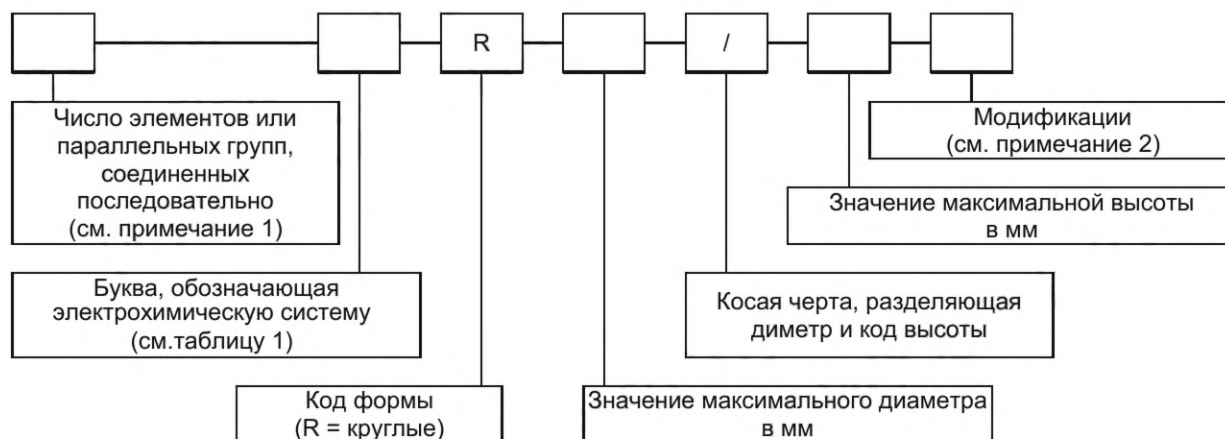 R
/
Число элементов или
параллельных групп,
соединенных
последовательно
(см. примечание 1)
Модификации
(см. примечание 2)
Значение максимальной высоты
в мм
Буква, обозначающая
электрохимическую систему
(см.таблицу 1)
Косая черта, разделяющая
диметр и код высоты
Код формы
(R = круглые)
Значение максимального диаметра
в мм